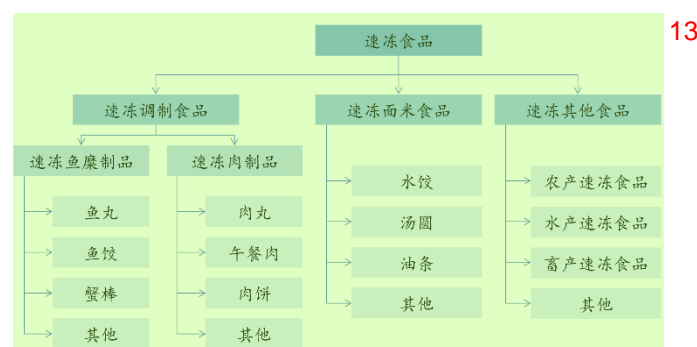 速冻食品
13
速冻调制食品
速冻面米食品
速冻其他食品
速冻鱼糜制品
速冻肉制品
水饺
农产速冻食品
鱼丸
肉丸
汤圆
水产速冻食品
鱼饺
午餐肉
油条
畜产速冻食品
蟹棒
肉饼
其他
其他
其他
其他